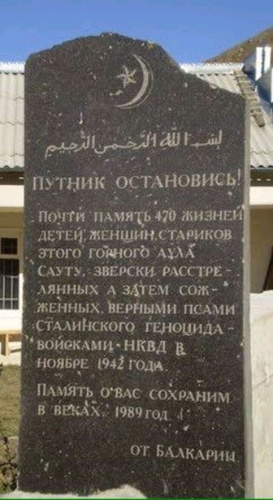 بسم الله الرحمن الرحيم
ПУТНИК ОСТАНОВИСЬ!
ПОЧТИ ПАМЯТЬ 470 ЖИЗНЕЙ
ДЕТЕЙ, ЖЕНЩИН, СТАРИКОВ
ЭТОГО ГОРНОГО АУЛА
САУТУ, ЗВЕРСКИ РАССТРЕ-
ЛЯННЫХ А ЗАТЕМ СОЖ-
ЖЕННЫХ, ВЕРНЫМИ ПСАМИ
СТАЛИНСКОГО ГЕНОЦИДА-
ВОЙСКАМИ НКВД В
НОЯБРЕ 1942 ГОДА.
ПАМЯТЬ О ВАС СОХРАНИМ
В ВЕКАХ. 1989 ГОД
ОТ БАЛКАРИИ